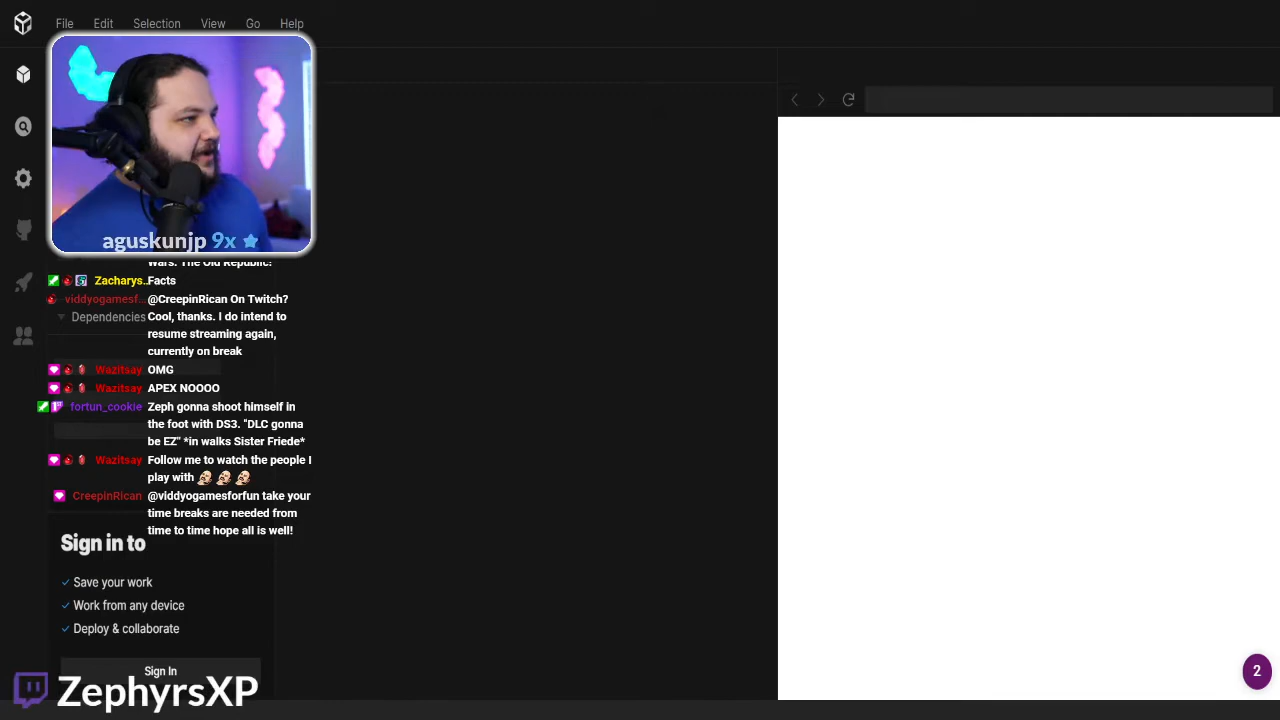 File Edit Selection View Go Help
aguskunjp 9x
Wars: The Old Republic!
Zacharys.. Facts
viddyogamesf... @CreepinRican On Twitch?
Cool, thanks. I do intend to
Dependencies
resume streaming again,
currently on break
Wazitsay OMG
Wazitsay APEX NOOOO
fortun_cookie Zeph gonna shoot himself in
the foot with DS3. "DLC gonna
be EZ" *in walks Sister Friede*
Wazitsay Follow me to watch the people I
play with
CreepinRican @viddyogamesforfun take your
time breaks are needed from
time to time hope all is well!
Sign in to
Save your work
Work from any device
Deploy & collaborate
Sign In
ZephyrsXP
2